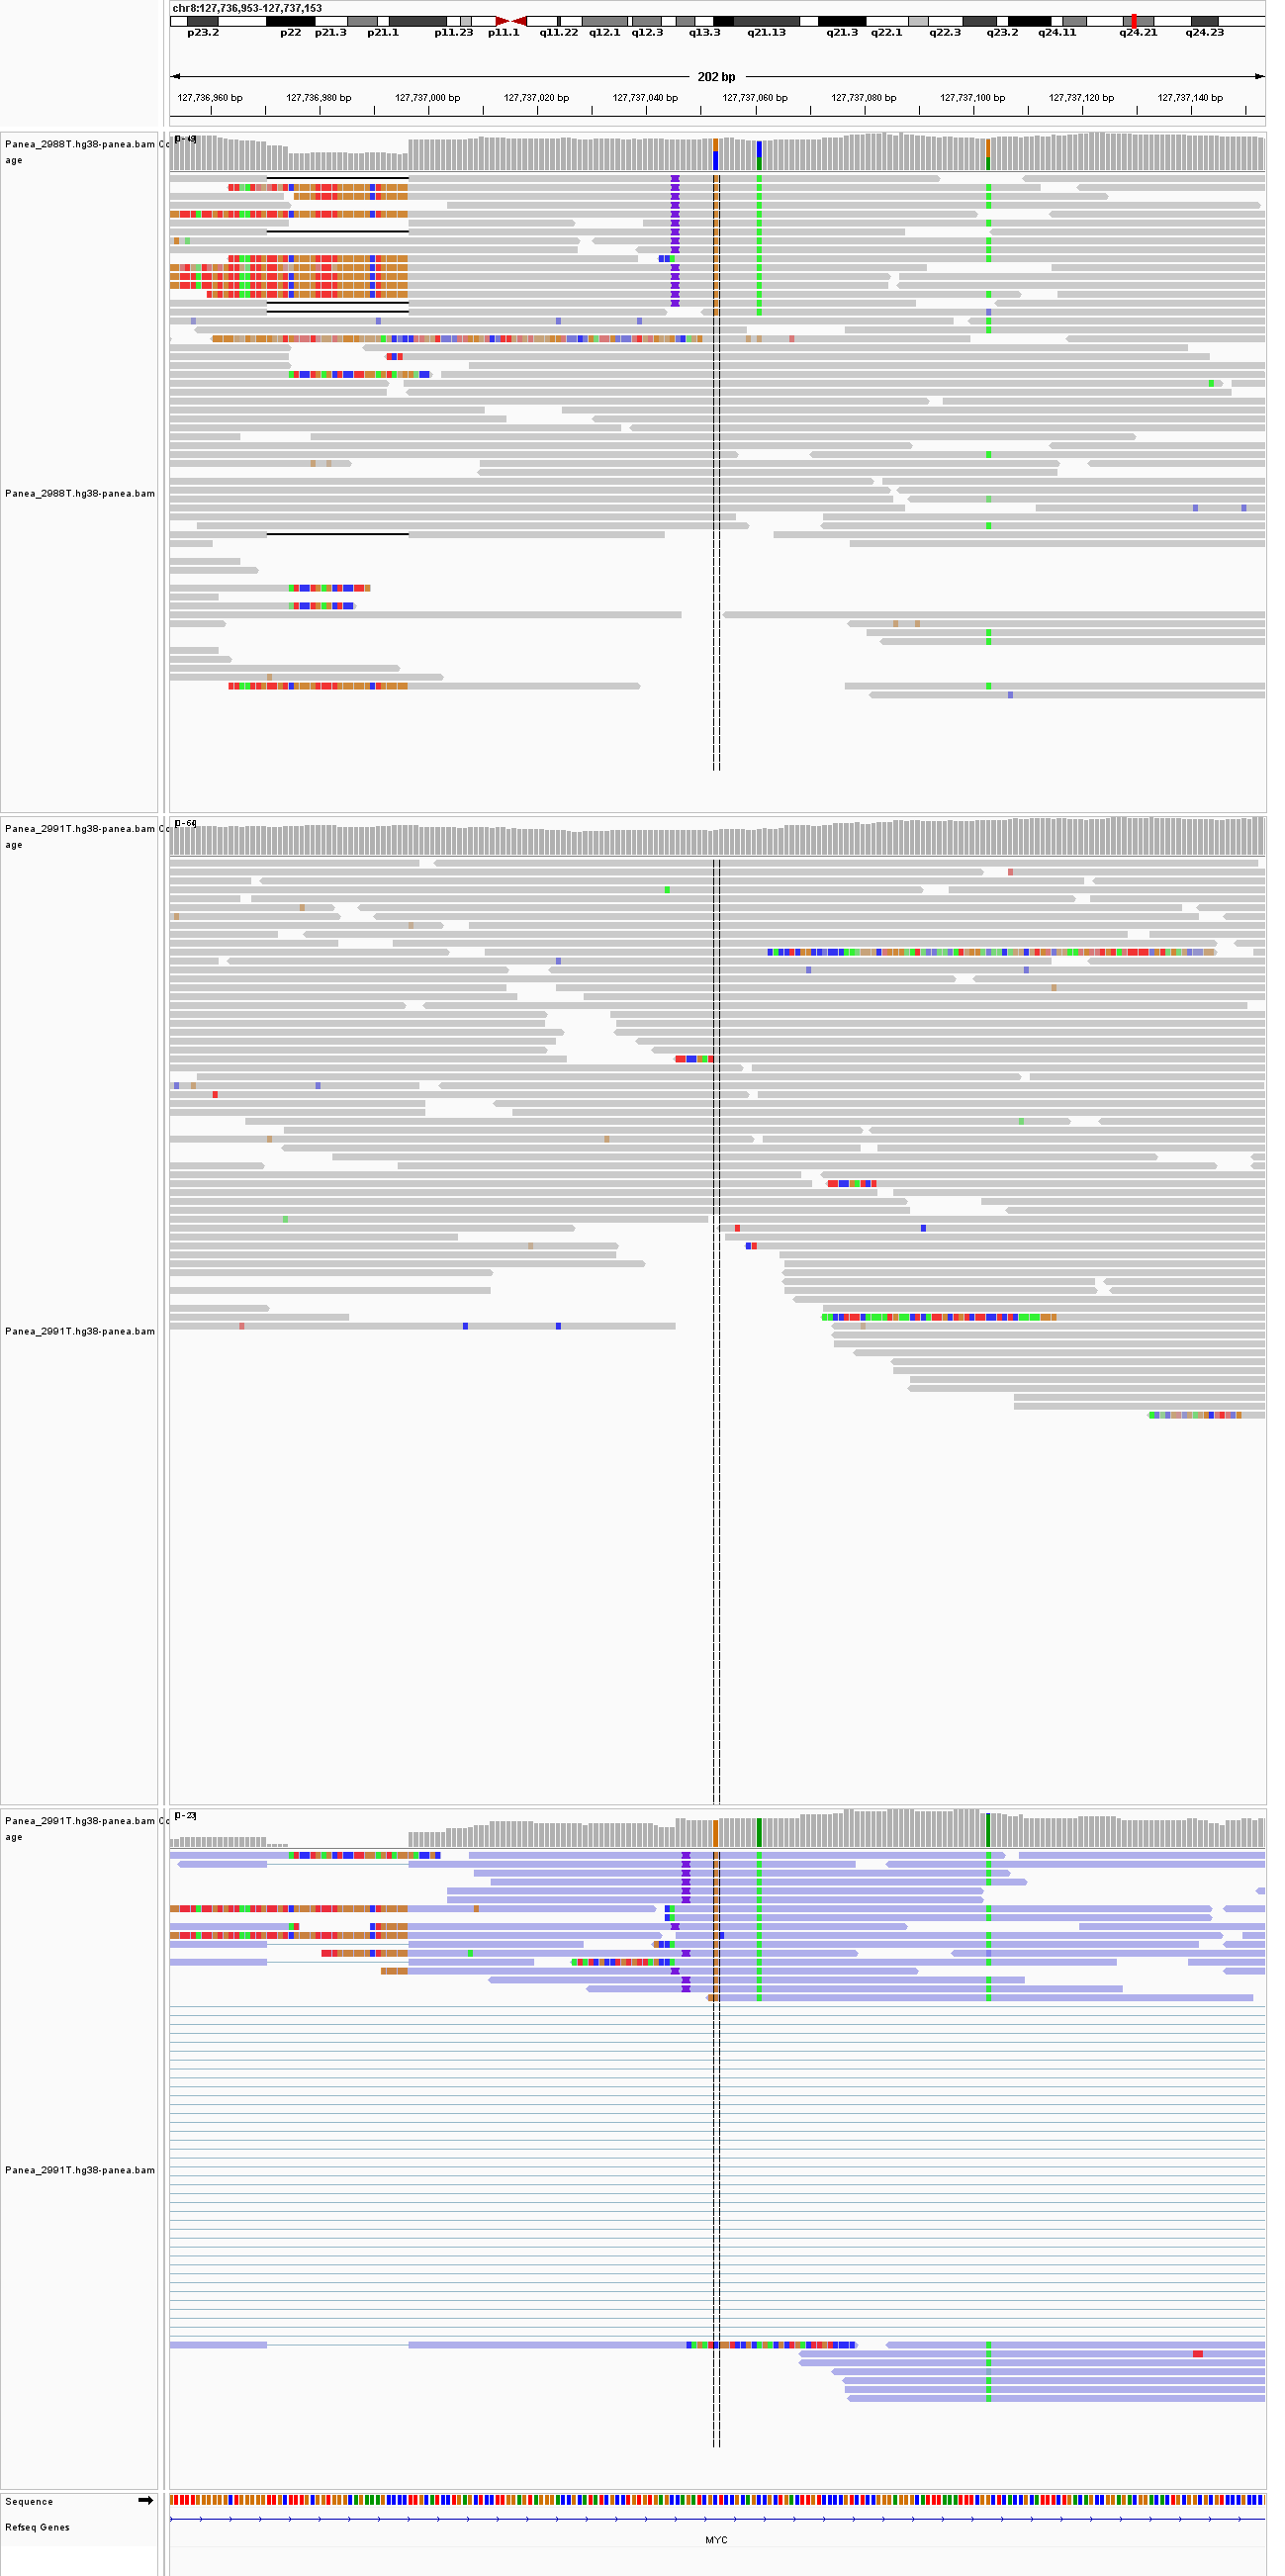 chr8:127,736,953-127,737,153
p23.2 p22 p21.3 p21.1 p11.23 p11.1 q11.22 q12.1 q12.3 q13.3 q21.13 q21.3 q22.1 q22.3 q23.2 q24.11 q24.21 q24.23
202 bp
127,736,960 bp 127,736,980 bp 127,737,000 bp 127,737,020 bp 127,737,040 bp 127,737,060 bp 127,737,080 bp 127,737,100 bp 127,737,120 bp 127,737,140 bp
Panea_2988T.hg38-panea.bam
age
Panea_2988T.hg38-panea.bam
Panea_2991T.hg38-panea.bam
age
Panea_2991T.hg38-panea.bam
Panea_2991T.hg38-panea.bam
age
Panea_2991T.hg38-panea.bam
Sequence
Refseq Genes
MYC